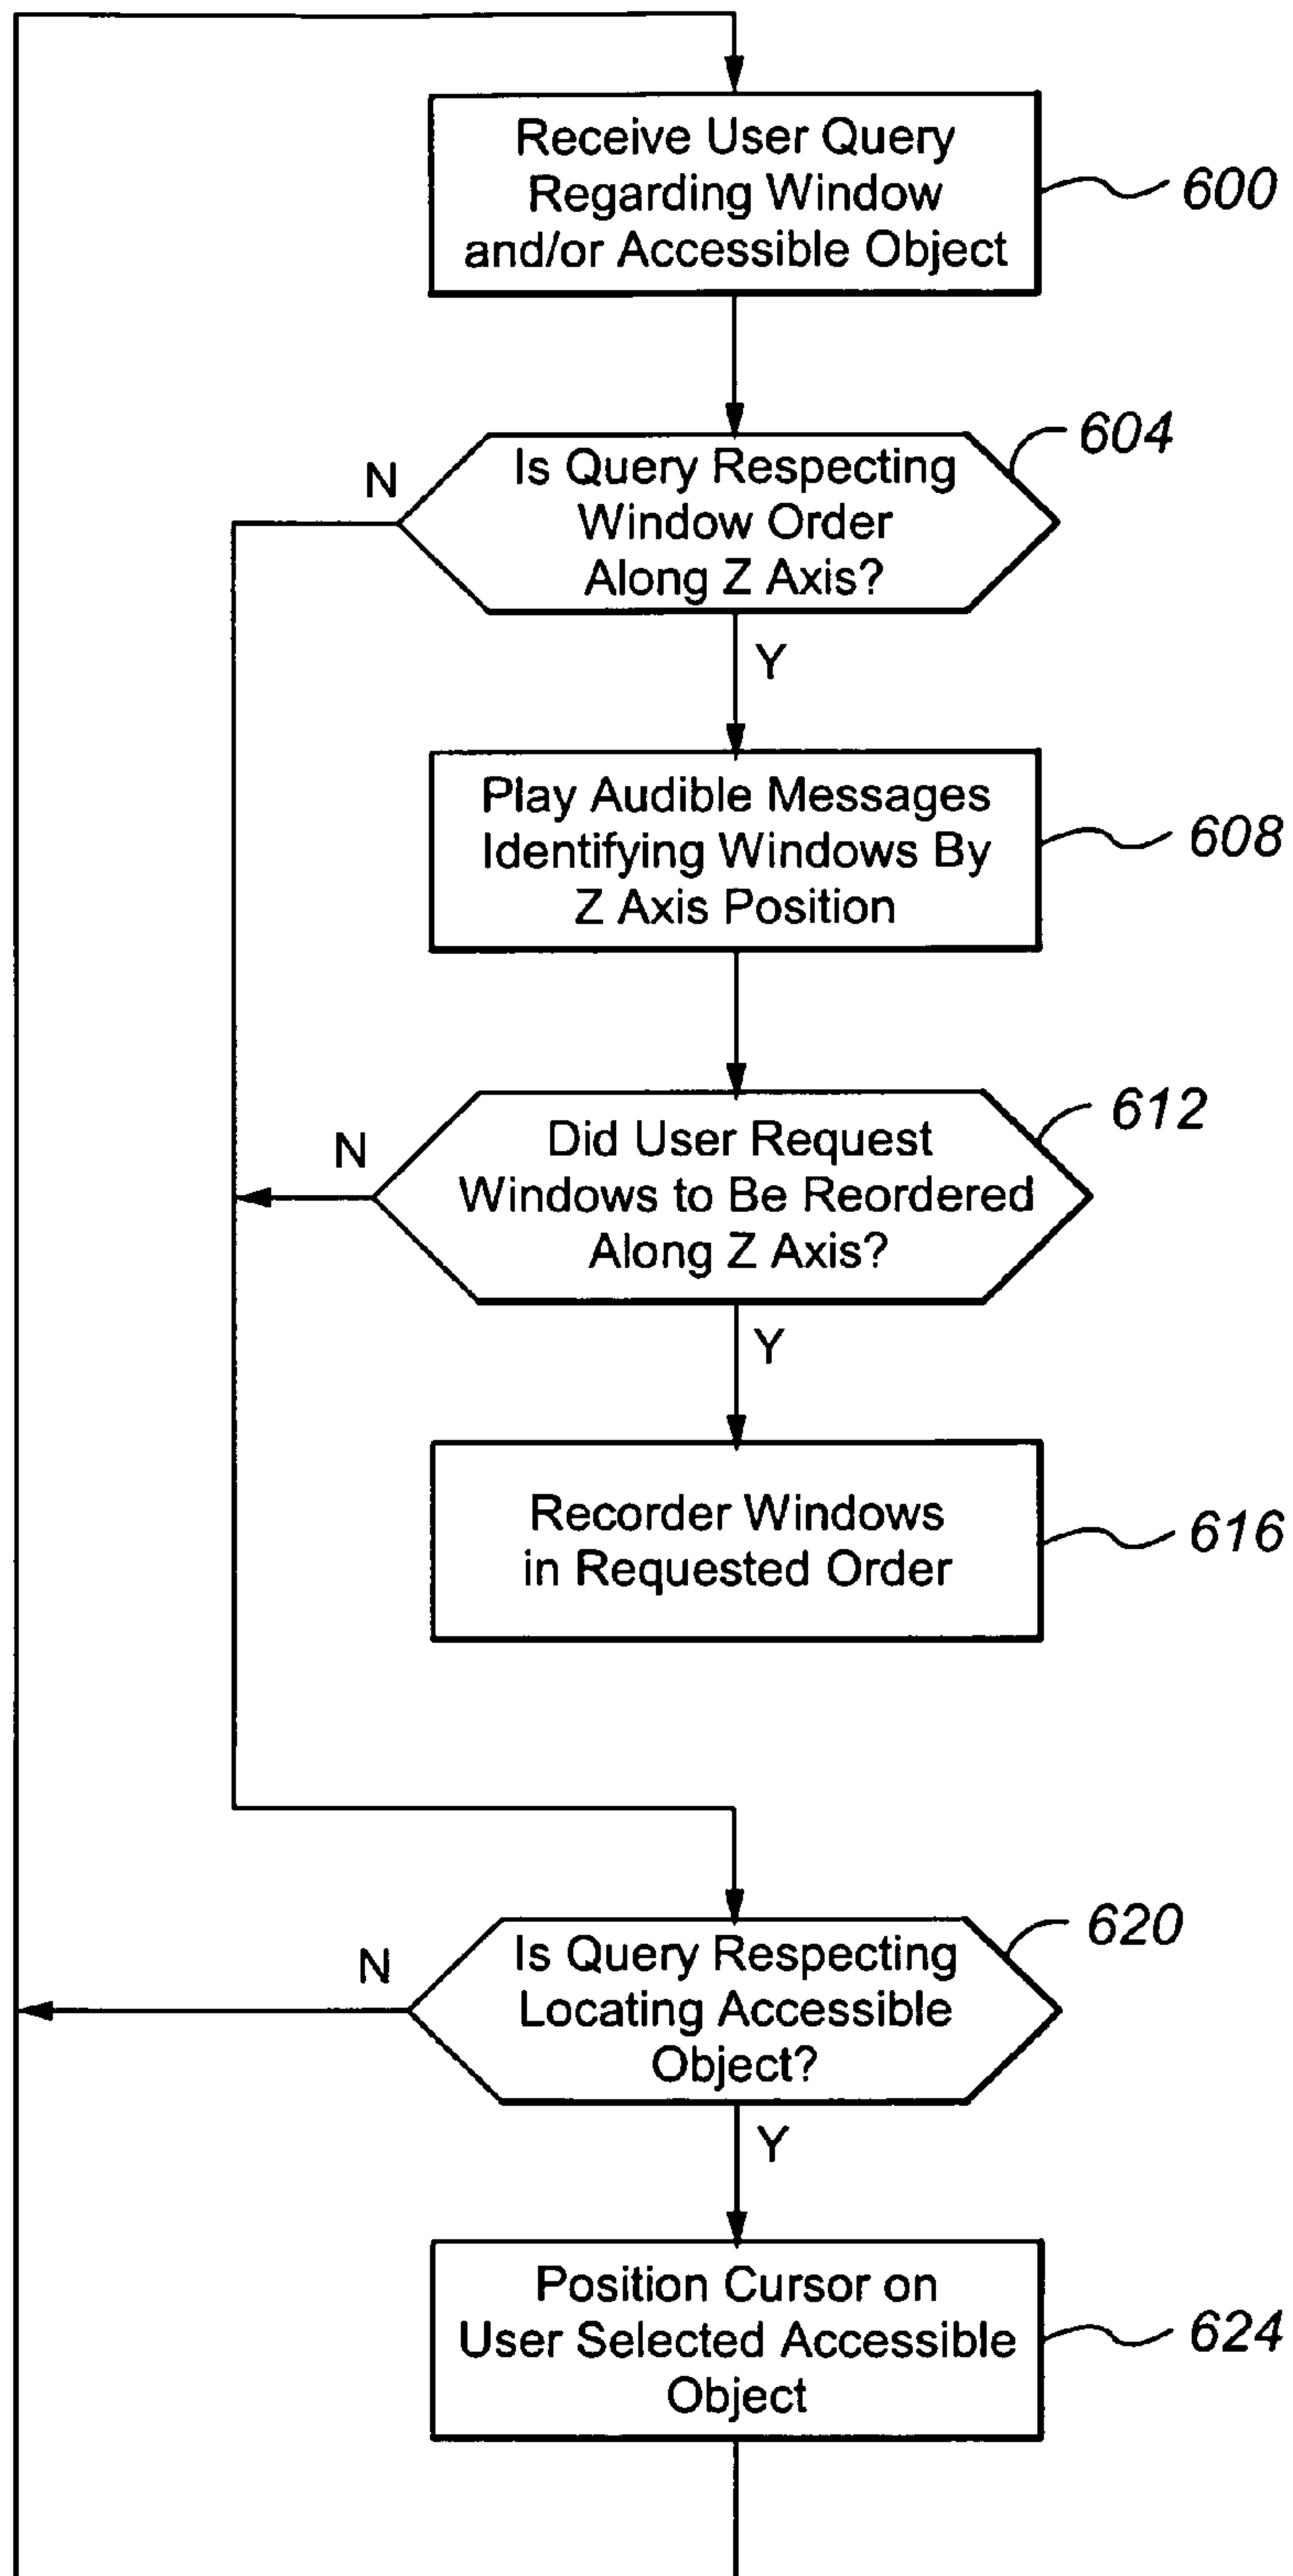 Receive User Query
Regarding Window
and/or Accessible Object
600
Is Query Respecting
Window Order
Along Z Axis?
604
N
Y
Play Audible Messages
Identifying Windows By
Z Axis Position
608
Did User Request
Windows to Be Reordered
Along Z Axis?
612
N
Y
Recorder Windows
in Requested Order
616
Is Query Respecting
Locating Accessible
Object?
620
N
Y
Position Cursor on
User Selected Accessible
Object
624